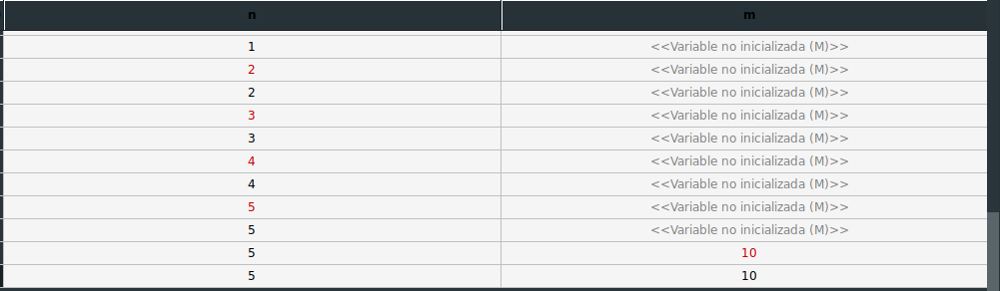 n m
1 <<Variable no inicializada (M)>>
2 <<Variable no inicializada (M)>>
2 <<Variable no inicializada (M)>>
3 <<Variable no inicializada (M)>>
3 <<Variable no inicializada (M)>>
4 <<Variable no inicializada (M)>>
4 <<Variable no inicializada (M)>>
5 <<Variable no inicializada (M)>>
5 <<Variable no inicializada (M)>>
5 10
5 10